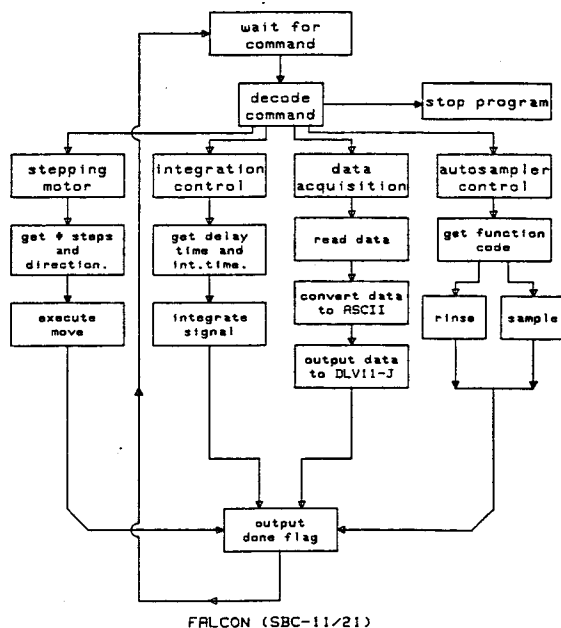 wait for
command
decode
command
stop program
stepping
motor
integration
control
data
acquisition
autosampler
control
get # steps
and
direction.
get delay
time and
int.time.
read data
get function
code
execute
move
integrate
signal
convert data
to ASCII
rinse
sample
output data
to DLV11-J
output
done flag
FALCON (SBC-11/21)